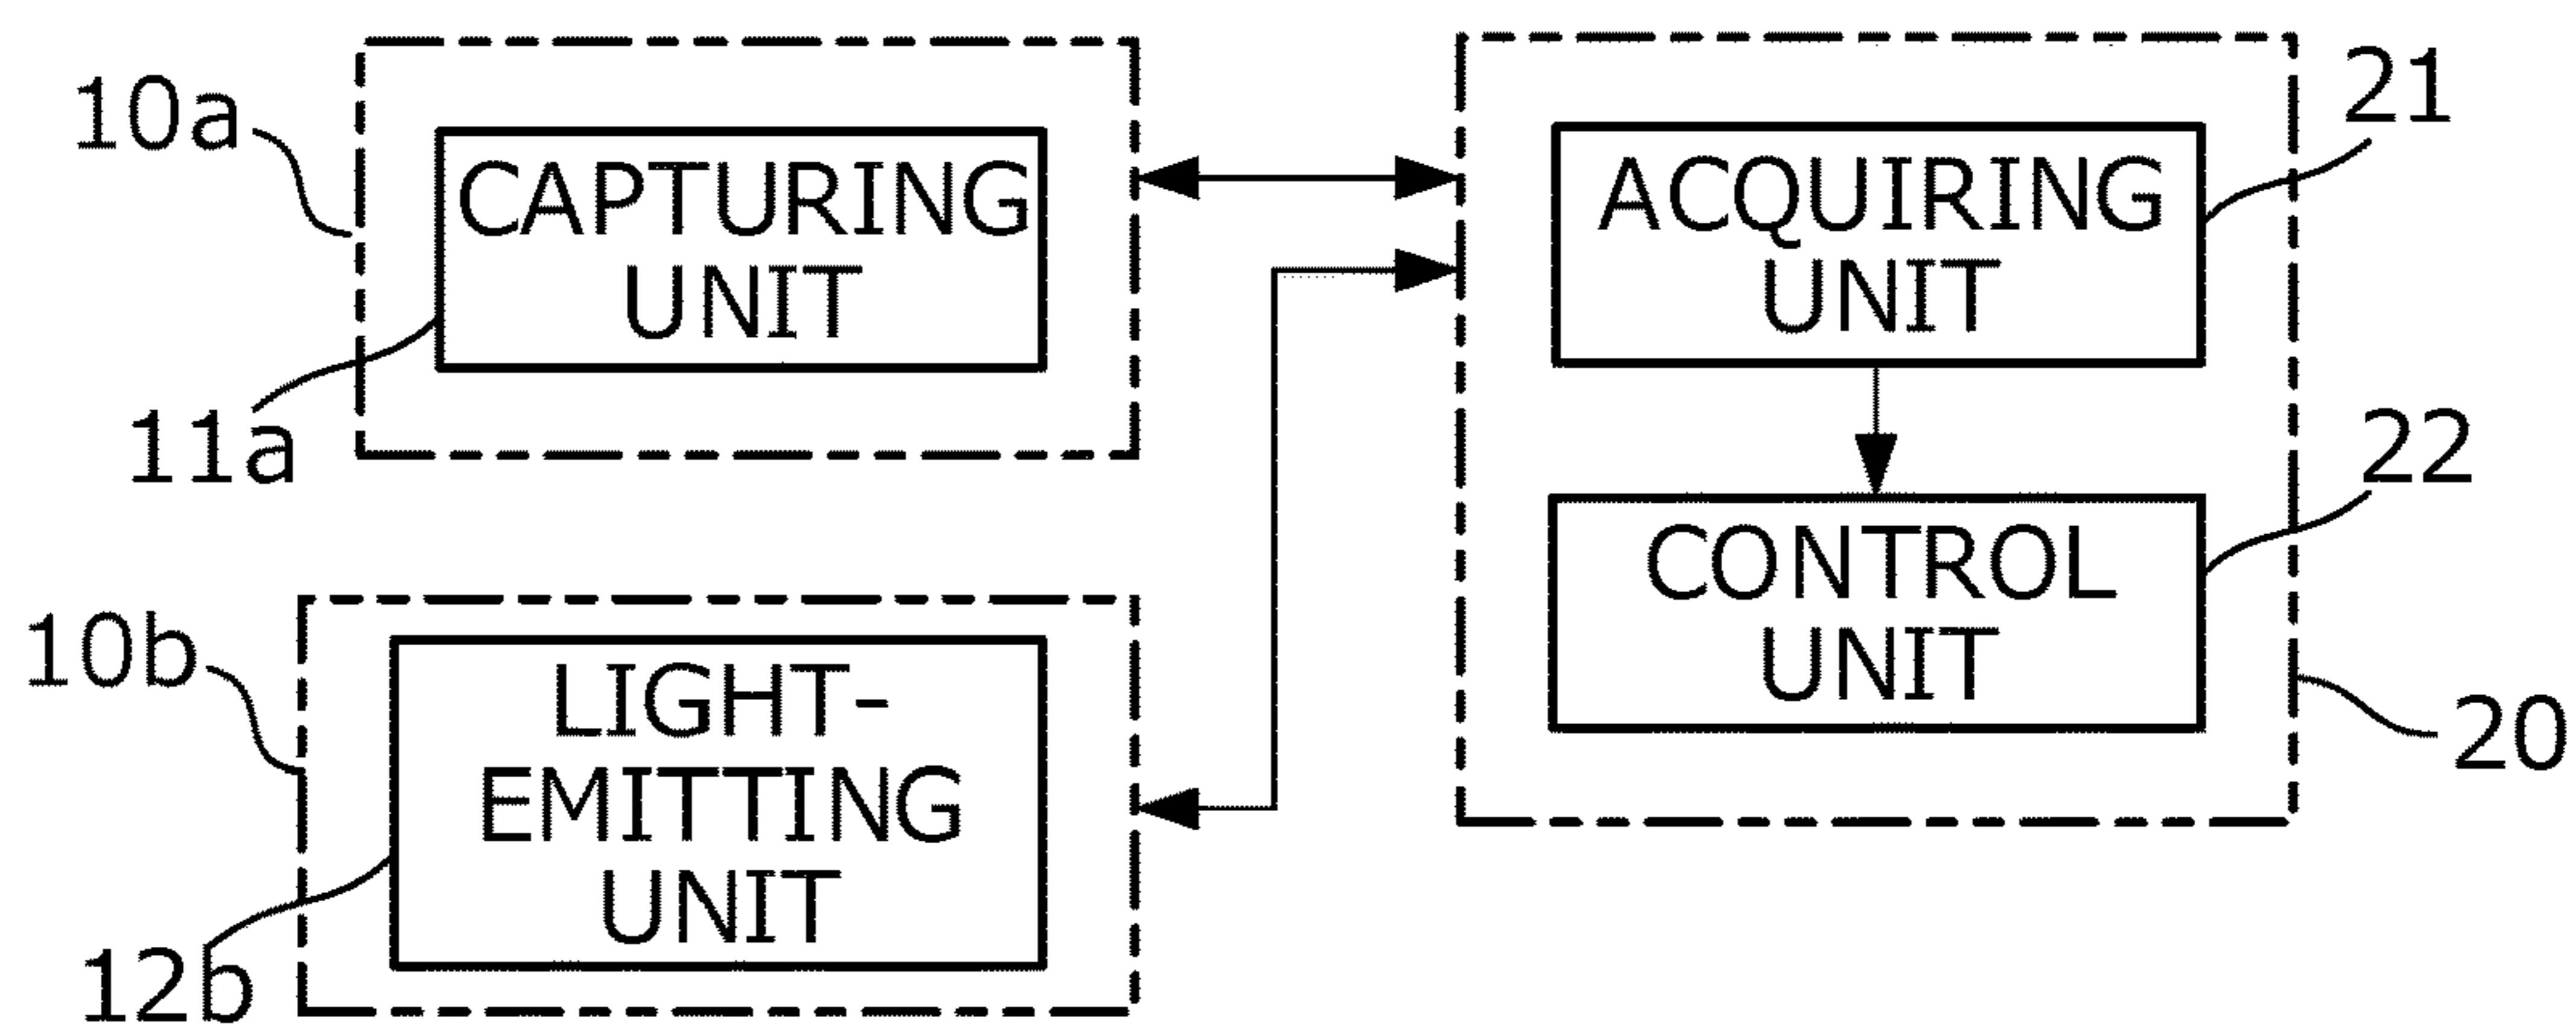 10a
CAPTURING
UNIT
11a
10b
LIGHT-
EMITTING
UNIT
12b
21
ACQUIRING
UNIT
22
CONTROL
UNIT
20